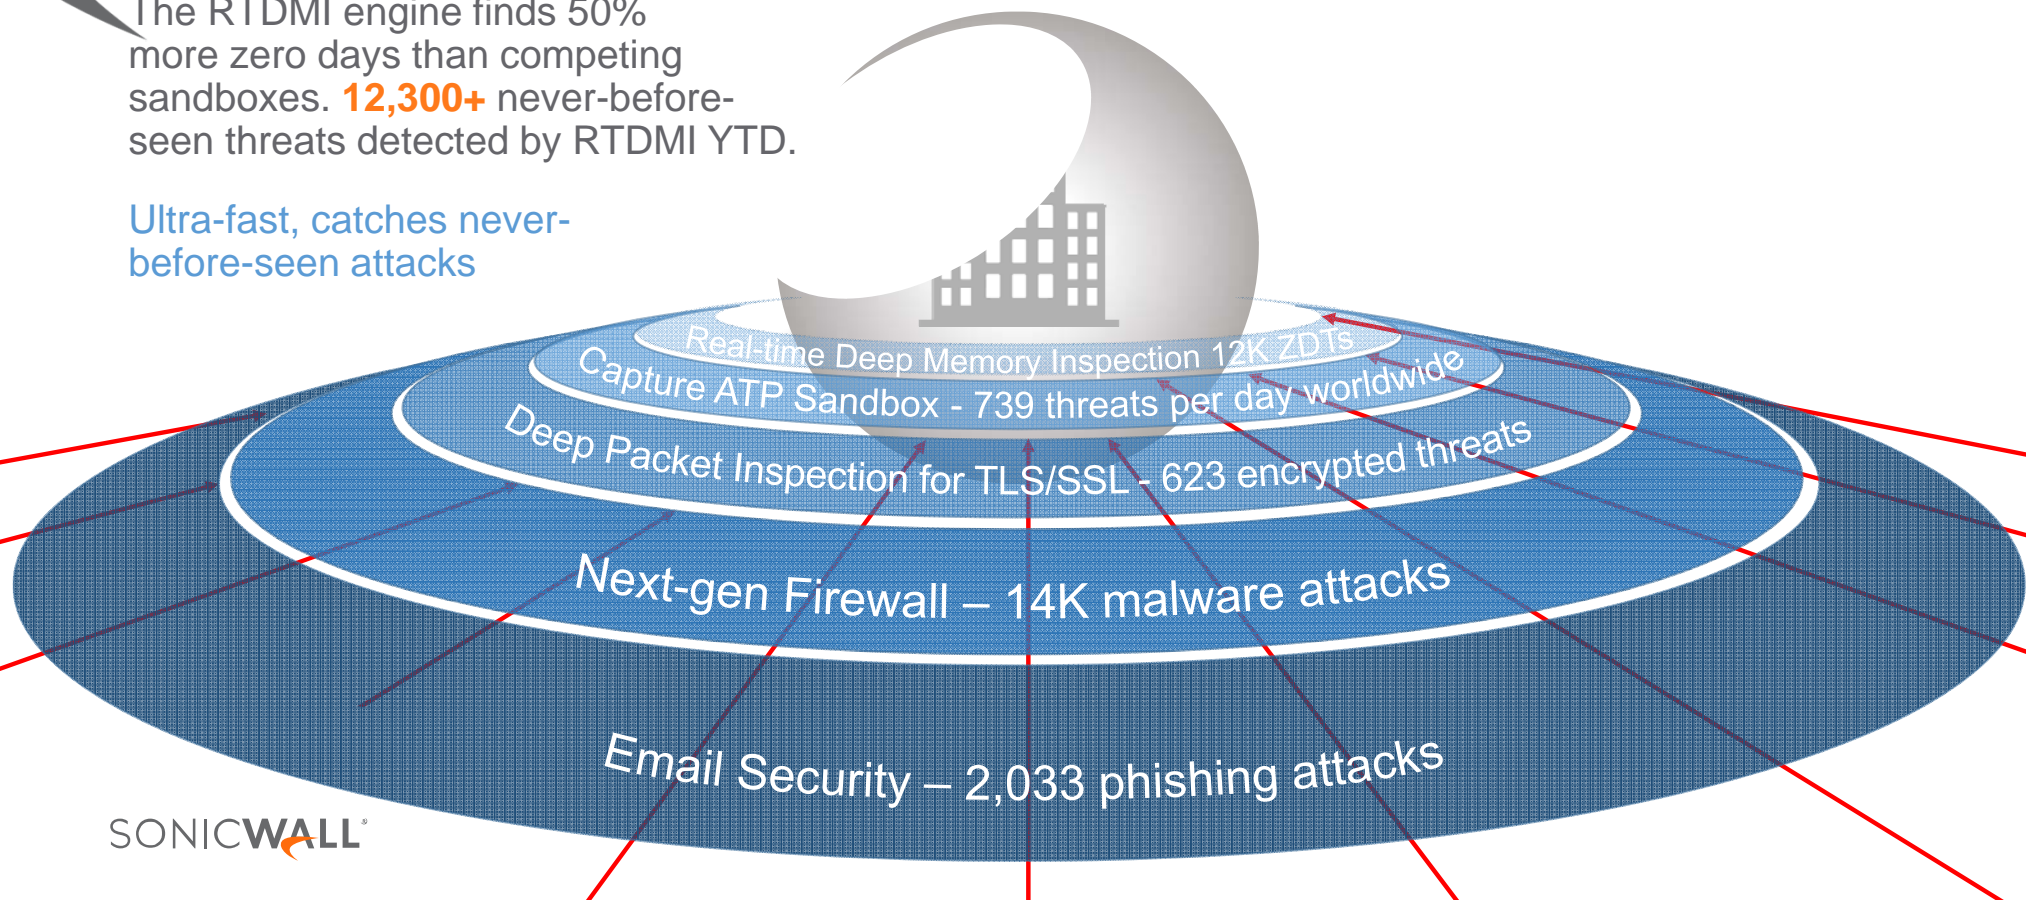 The RTDMI engine finds 50%
more zero days than competing
sandboxes. 12,300+ never-before-
seen threats detected by RTDMI YTD.
Ultra-fast, catches never-
before-seen attacks
Real-time Deep Memory Inspection 12K ZDTs
Capture ATP Sandbox - 739 threats per day worldwide
Deep Packet Inspection for TLS/SSL - 623 encrypted threats
Next-gen Firewall – 14K malware attacks
Email Security – 2,033 phishing attacks
SONICWALL®